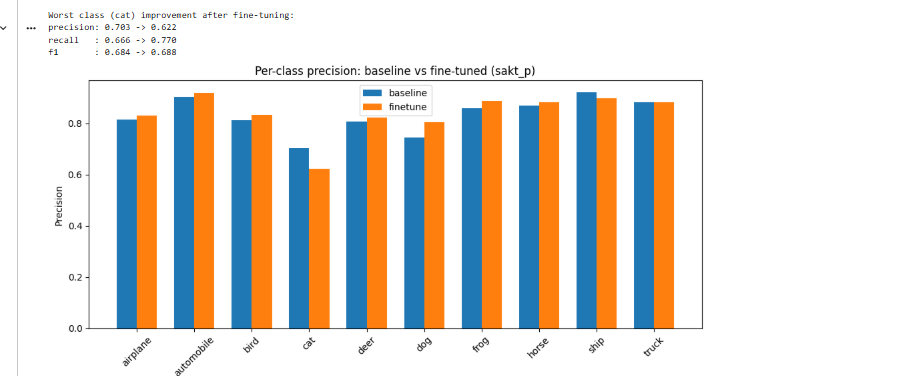 Worst class (cat) improvement after fine-tuning:
precision: 0.703 -> 0.622
recall   : 0.666 -> 0.770
f1       : 0.684 -> 0.688
Per-class precision: baseline vs fine-tuned (sakt_p)
baseline
finetune
Precision
0.8
0.6
0.4
0.2
0.0
airplane
automobile
bird
cat
deer
dog
frog
horse
ship
truck